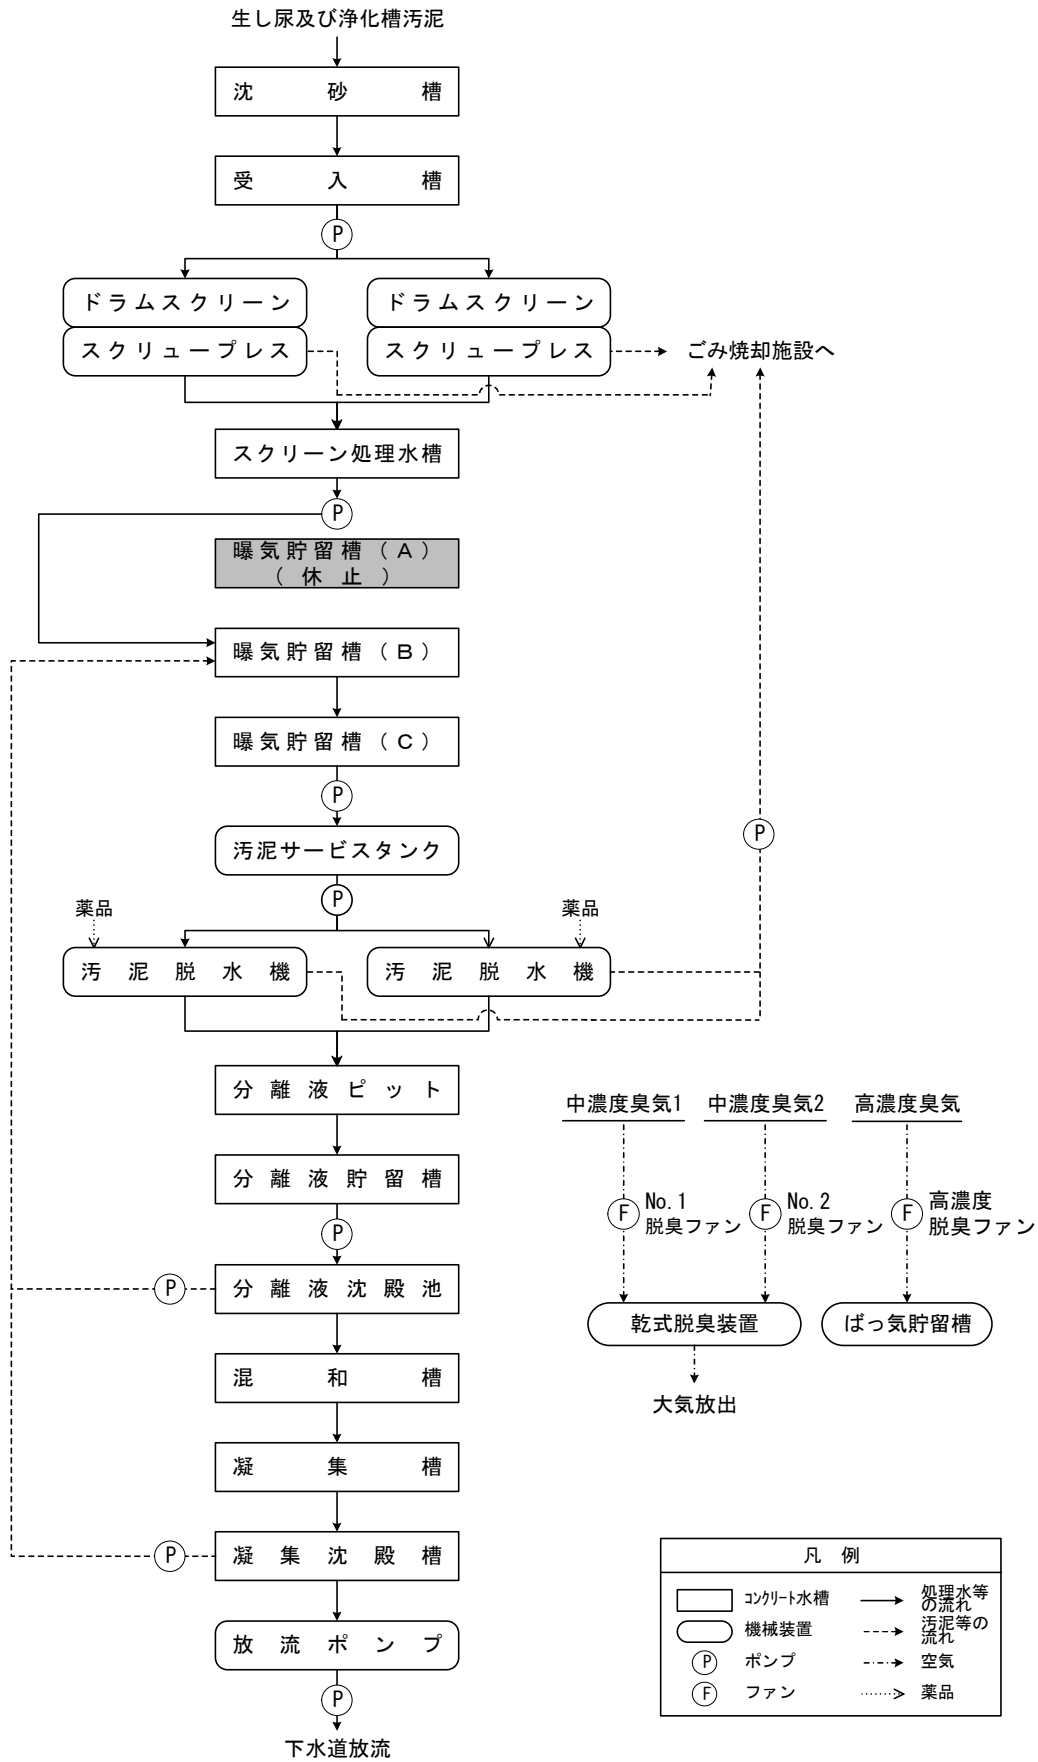 生し尿及び浄化槽汚泥
沈砂槽
受入槽
P
ドラムスクリーン
ドラムスクリーン
スクリュープレス
スクリュープレス
ごみ焼却施設へ
スクリーン処理水槽
P
曝気貯留槽(A)
(休止)
曝気貯留槽(B)
曝気貯留槽(C)
P
P
汚泥サービスタンク
P
薬品
薬品
汚泥脱水機
汚泥脱水機
分離液ピット
分離液貯留槽
P
分離液沈殿池
P
混和槽
凝集槽
凝集沈殿槽
P
放流ポンプ
P
下水道放流
中濃度臭気1
中濃度臭気2
高濃度臭気
F
No.1
脱臭ファン
F
No.2
脱臭ファン
F
高濃度
脱臭ファン
乾式脱臭装置
ばっ気貯留槽
大気放出
凡例
コンクリート水槽
処理水等
の流れ
機械装置
汚泥等の
流れ
P
ポンプ
空気
F
ファン
薬品